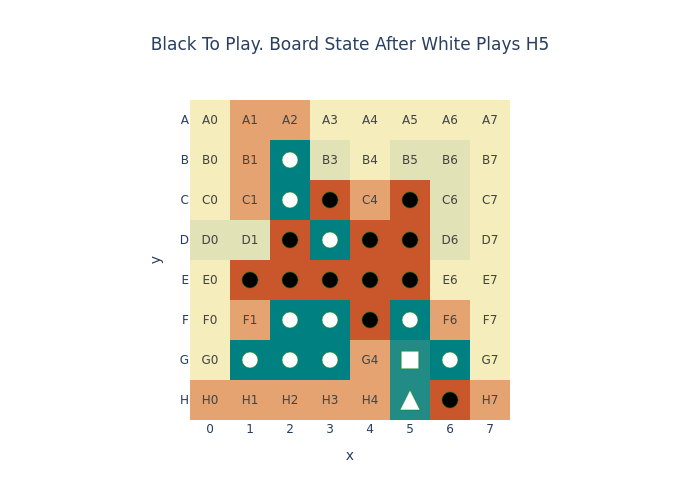 Black To Play. Board State After White Plays H5
A A0 A1 A2 A3 A4 A5 A6 A7
B B0 B1 B3 B4 B5 B6 B7
C C0 C1 C4 C6 C7
D D0 D1 D6 D7
y
E E0 E6 E7
F F0 F1 F6 F7
G G0 G4 G7
H H0 H1 H2 H3 H4 H7
0 1 2 3 4 5 6 7
x